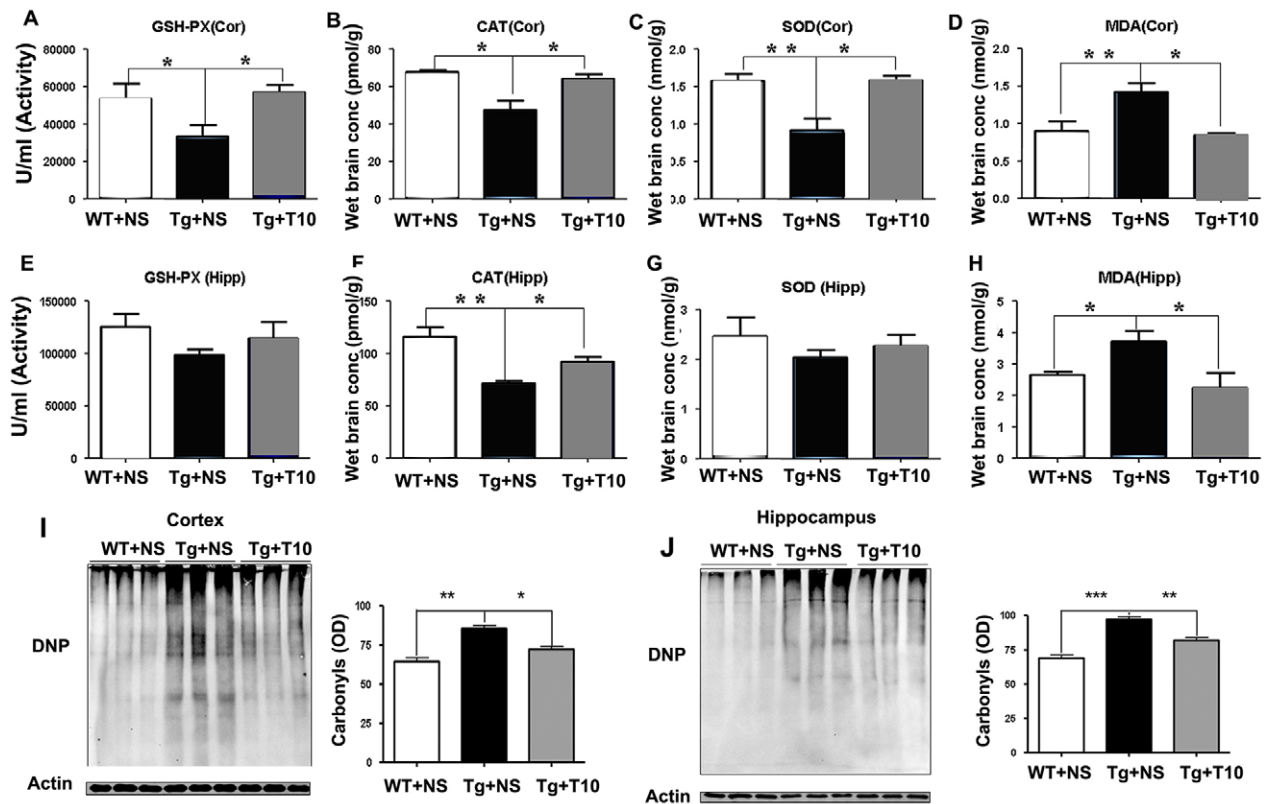 A
GSH-PX(Cor)
U/ml (Activity)
80000
60000
40000
20000
0
* *
WT+NS Tg+NS Tg+T10
B
CAT(Cor)
Wet brain conc (pmol/g)
80
60
40
20
0
* *
WT+NS Tg+NS Tg+T10
C
SOD(Cor)
Wet brain conc (nmol/g)
2.0
1.5
1.0
0.5
0.0
* * *
WT+NS Tg+NS Tg+T10
D
MDA(Cor)
Wet brain conc (nmol/g)
2.0
1.5
1.0
0.5
0.0
* * *
WT+NS Tg+NS Tg+T10
E
GSH-PX (Hipp)
U/ml (Activity)
150000
100000
50000
0
WT+NS Tg+NS Tg+T10
F
CAT(Hipp)
Wet brain conc (pmol/g)
150
100
50
0
* * *
WT+NS Tg+NS Tg+T10
G
SOD (Hipp)
Wet brain conc (nmol/g)
3
2
1
0
WT+NS Tg+NS Tg+T10
H
MDA(Hipp)
Wet brain conc (nmol/g)
5
4
3
2
1
0
* *
WT+NS Tg+NS Tg+T10
I
Cortex
WT+NS Tg+NS Tg+T10
DNP
Actin
Carbonyls (OD)
100
75
50
25
0
** *
WT+NS Tg+NS Tg+T10
J
Hippocampus
WT+NS Tg+NS Tg+T10
DNP
Actin
Carbonyls (OD)
100
75
50
25
0
*** **
WT+NS Tg+NS Tg+T10